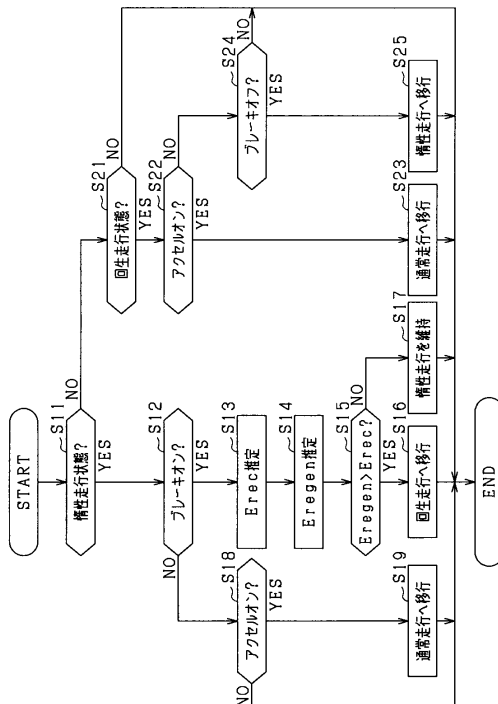 START
S11
惰性走行状態?
NO
YES
S12
ブレーキオン?
NO
YES
S13
Erec推定
S14
Eregen推定
S15
Eregen>Erec?
NO
YES
S16
回生走行へ移行
S17
惰性走行を維持
S18
アクセルオン?
NO
YES
S19
通常走行へ移行
S21
回生走行状態?
NO
YES
S22
アクセルオン?
NO
YES
S23
通常走行へ移行
S24
ブレーキオフ?
NO
YES
S25
惰性走行へ移行
END